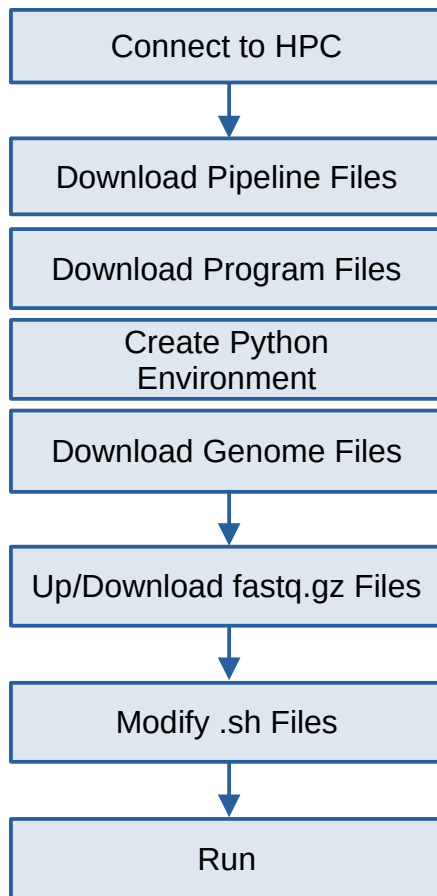 Connect to HPC
Download Pipeline Files
Download Program Files
Create Python
Environment
Download Genome Files
Up/Download fastq.gz Files
Modify .sh Files
Run